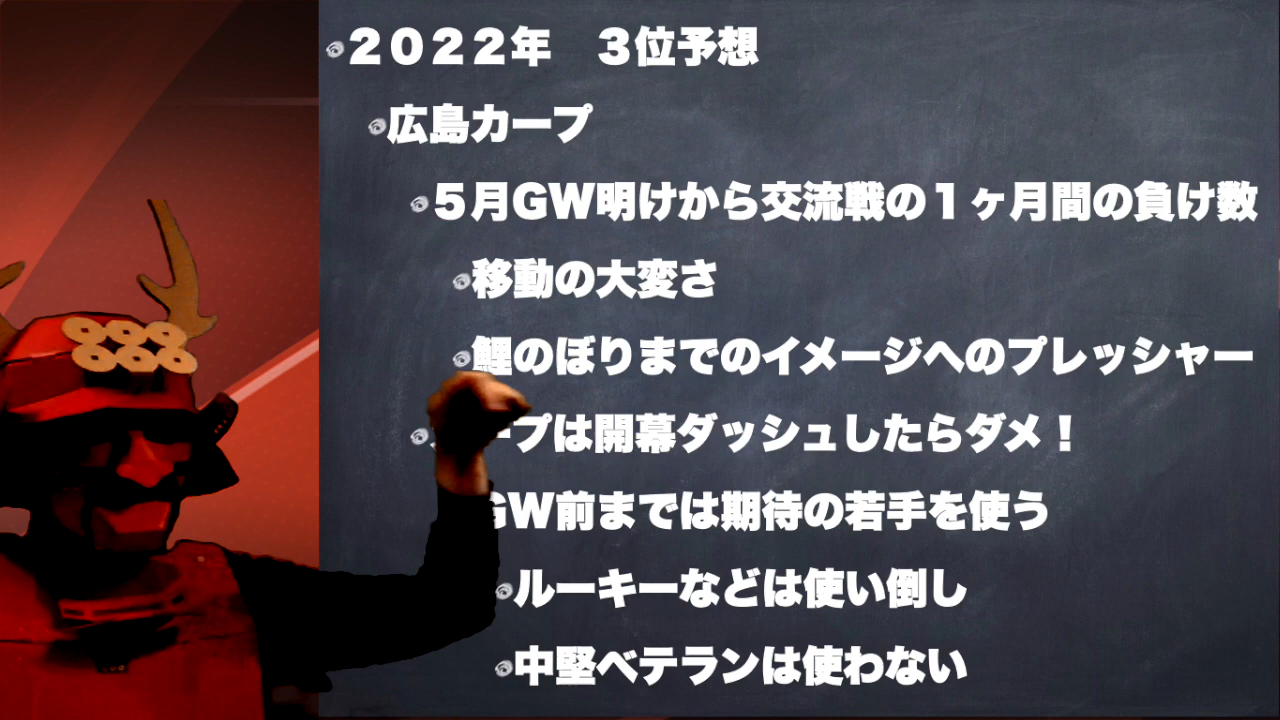 ２０２２年　３位予想
広島カープ
５月GW明けから交流戦の１ヶ月間の負け数
移動の大変さ
鯉のぼりまでのイメージへのプレッシャー
プは開幕ダッシュしたらダメ！
GW前までは期待の若手を使う
ルーキーなどは使い倒し
中堅ベテランは使わない